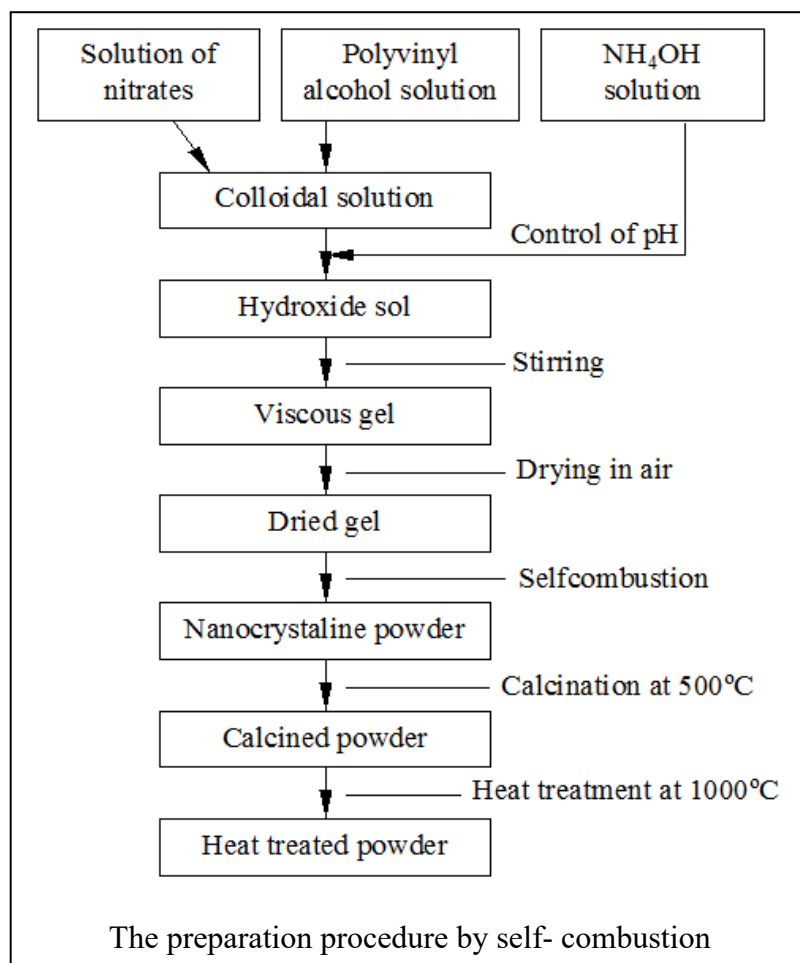 Solution of
nitrates
Polyvinyl
alcohol solution
NH₄OH
solution
Colloidal solution
Control of pH
Hydroxide sol
Stirring
Viscous gel
Drying in air
Dried gel
Selfcombustion
Nanocrystaline powder
Calcination at 500°C
Calcined powder
Heat treatment at 1000°C
Heat treated powder
The preparation procedure by self- combustion